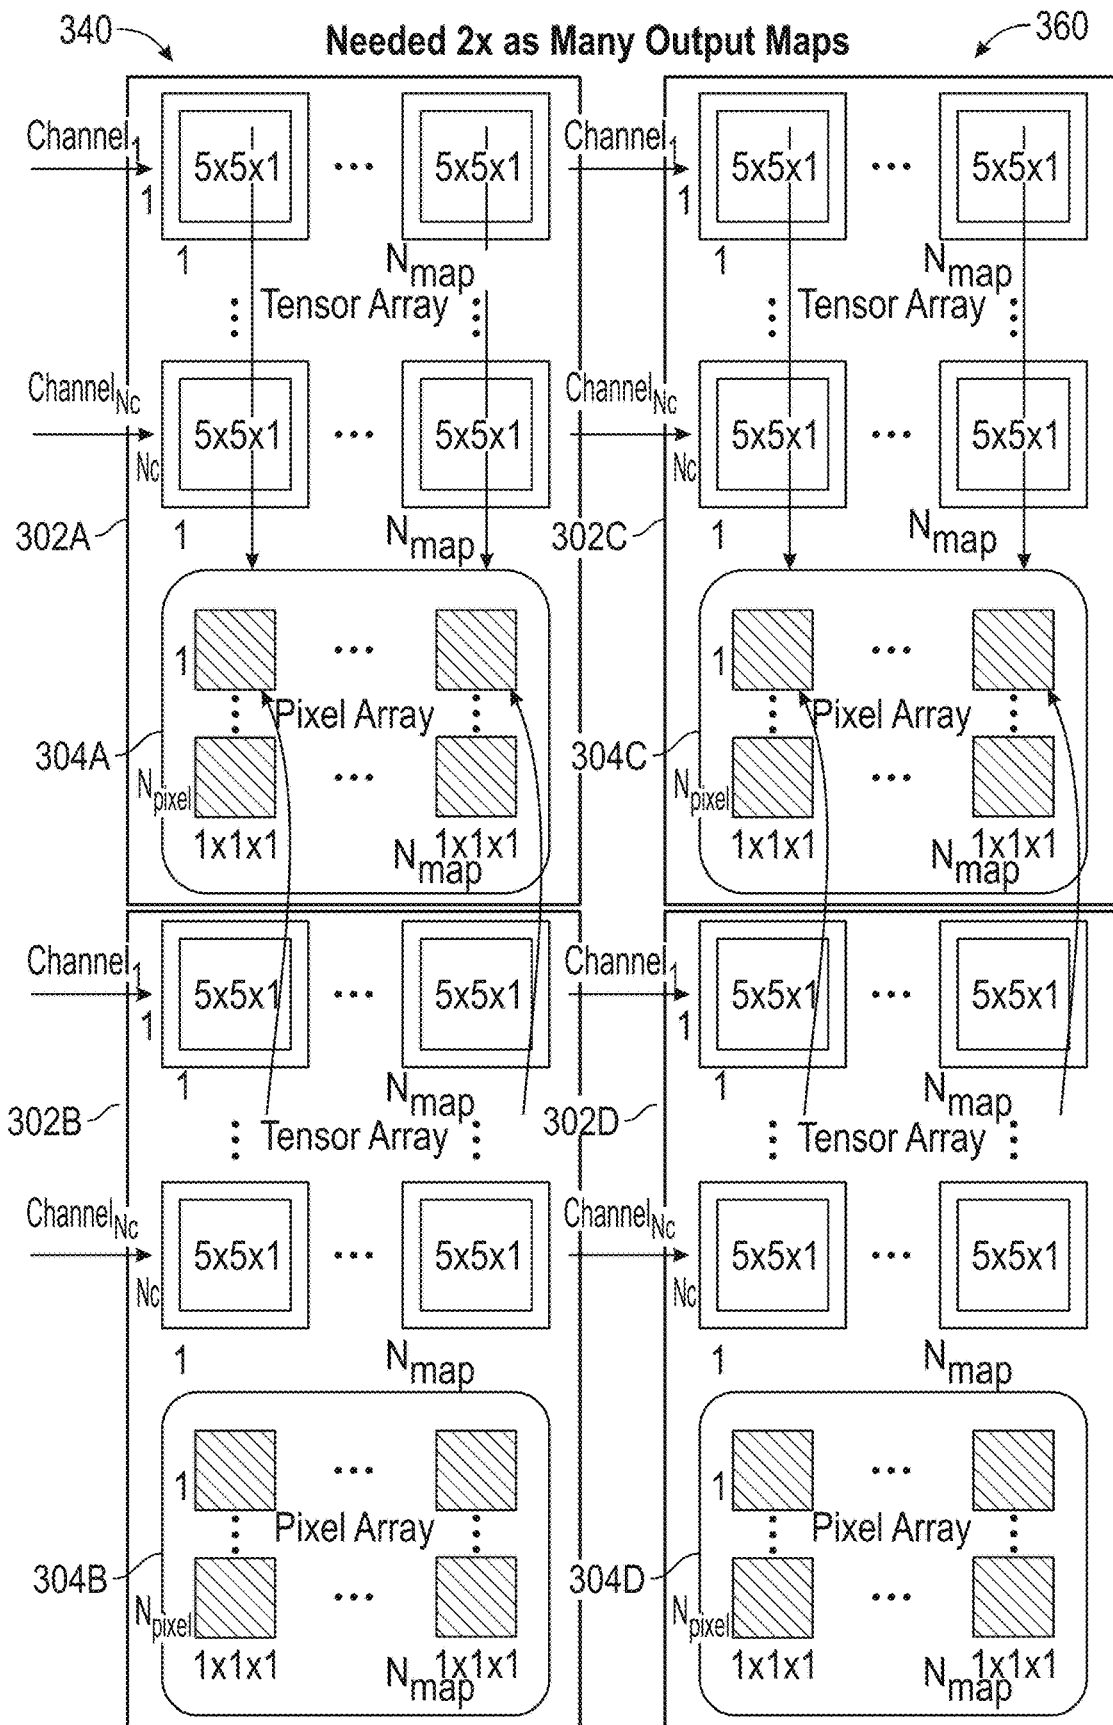 340 Needed 2x as Many Output Maps 360
Channel1 Channel1
5x5x1 ... 5x5x1 5x5x1 ... 5x5x1
1 1
1 Nmap 1 Nmap
Tensor Array Tensor Array
ChannelNc ChannelNc
5x5x1 ... 5x5x1 5x5x1 ... 5x5x1
Nc Nc
302A 1 Nmap 302C 1 Nmap
1 ... 1 ...
Pixel Array Pixel Array
304A 304C
Npixel ... Npixel ...
1x1x1 Nmap 1x1x1 1x1x1 Nmap 1x1x1
Channel1 Channel1
5x5x1 ... 5x5x1 5x5x1 ... 5x5x1
1 1
1 Nmap 1 Nmap
302B Tensor Array 302D Tensor Array
ChannelNc ChannelNc
5x5x1 ... 5x5x1 5x5x1 ... 5x5x1
Nc Nc
1 Nmap 1 Nmap
1 ... 1 ...
Pixel Array Pixel Array
304B 304D
Npixel ... Npixel ...
1x1x1 Nmap 1x1x1 1x1x1 Nmap 1x1x1